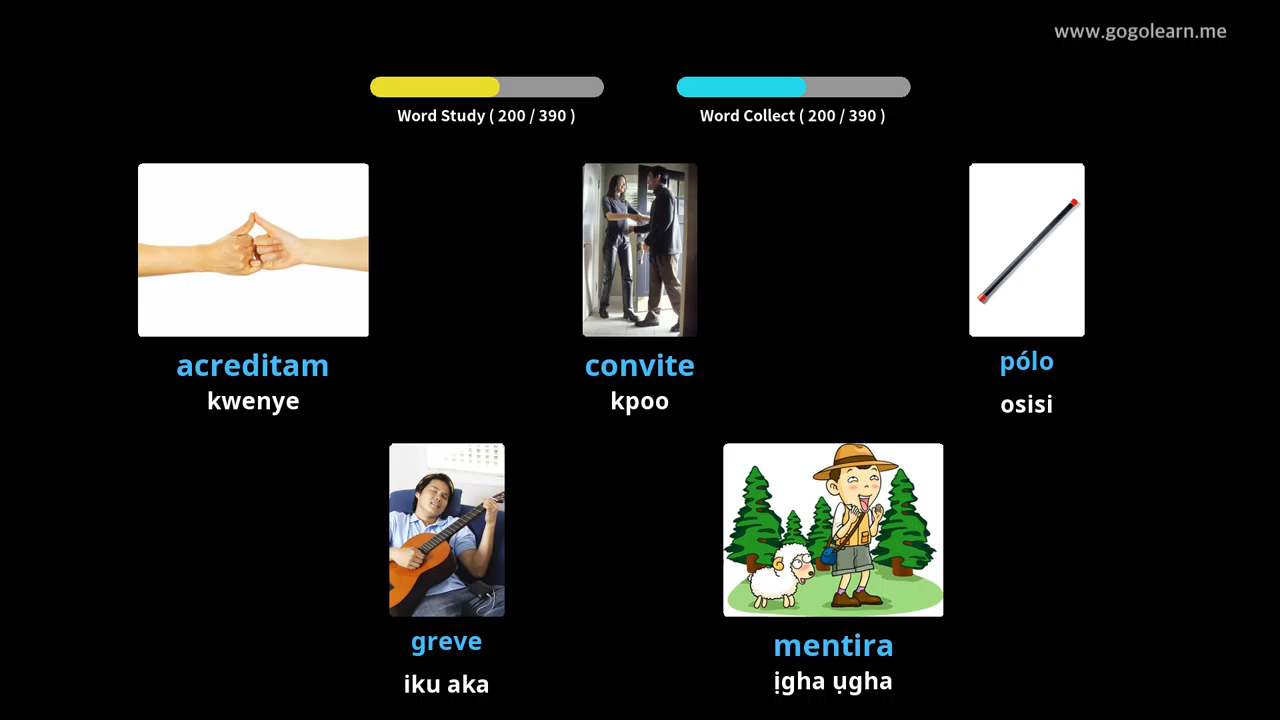 www.gogolearn.me
Word Study ( 200 / 390 )
Word Collect ( 200 / 390 )
acreditam
kwenye
convite
kpoo
pólo
osisi
greve
iku aka
mentira
ịgha ụgha